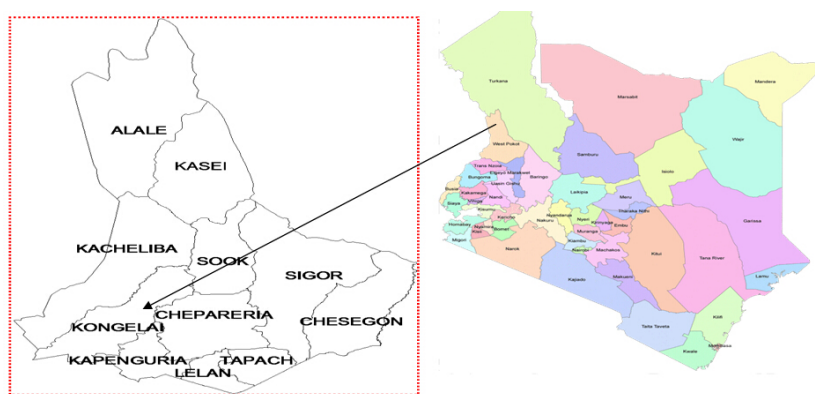 ALALE
KASEI
KACHELIBA
SOOK
SIGOR
CHEPARERIA
CHESEGON
KONGELAI
KAPENGURIA
TAPACH
LELAN
Turkana
Marsabit
Mandera
Wajir
West Pokot
Samburu
Isiolo
Trans Nzoia
Elgeyo Marakwet
Baringo
Bungoma
Uasin Gishu
Busia
Kakamega
Nandi
Laikipia
Meru
Vihiga
Siaya
Kisumu
Garissa
Tharaka Nithi
Nyandarua
Nyeri
Kirinyaga
Embu
Kericho
Nakuru
Homabay
Nyamira
Kisii
Bomet
Muranga
Kiambu
Migori
Narok
Nairobi
Machakos
Kitui
Tana River
Lamu
Kajiado
Makueni
Kilifi
Taita Taveta
Kwale
Mombasa